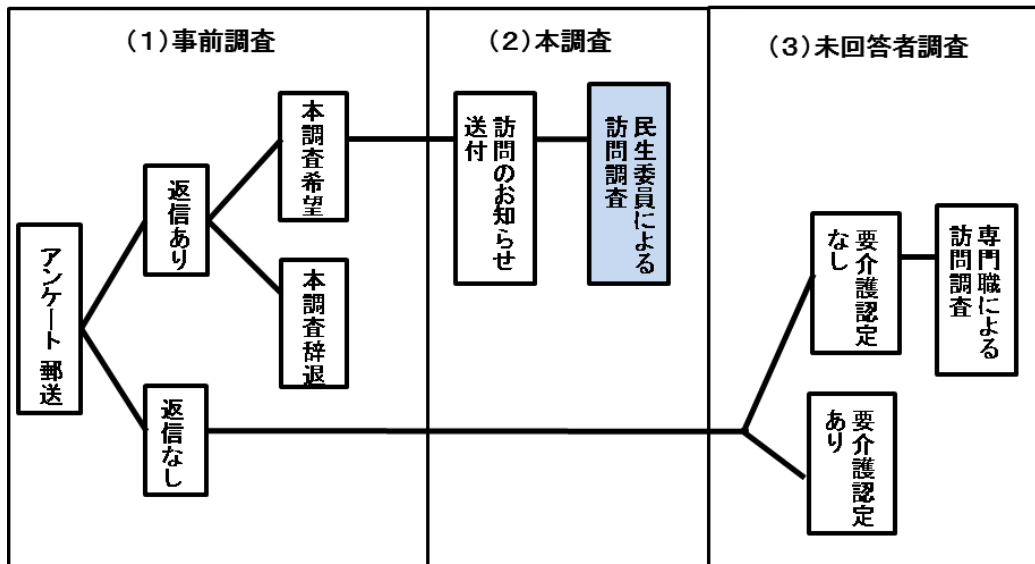 (1)事前調査
(2)本調査
(3)未回答者調査
アンケート郵送
返信あり
返信なし
本調査希望
本調査辞退
訪問のお知らせ
送付
民生委員による
訪問調査
要介護認定
なし
要介護認定
あり
専門職による
訪問調査